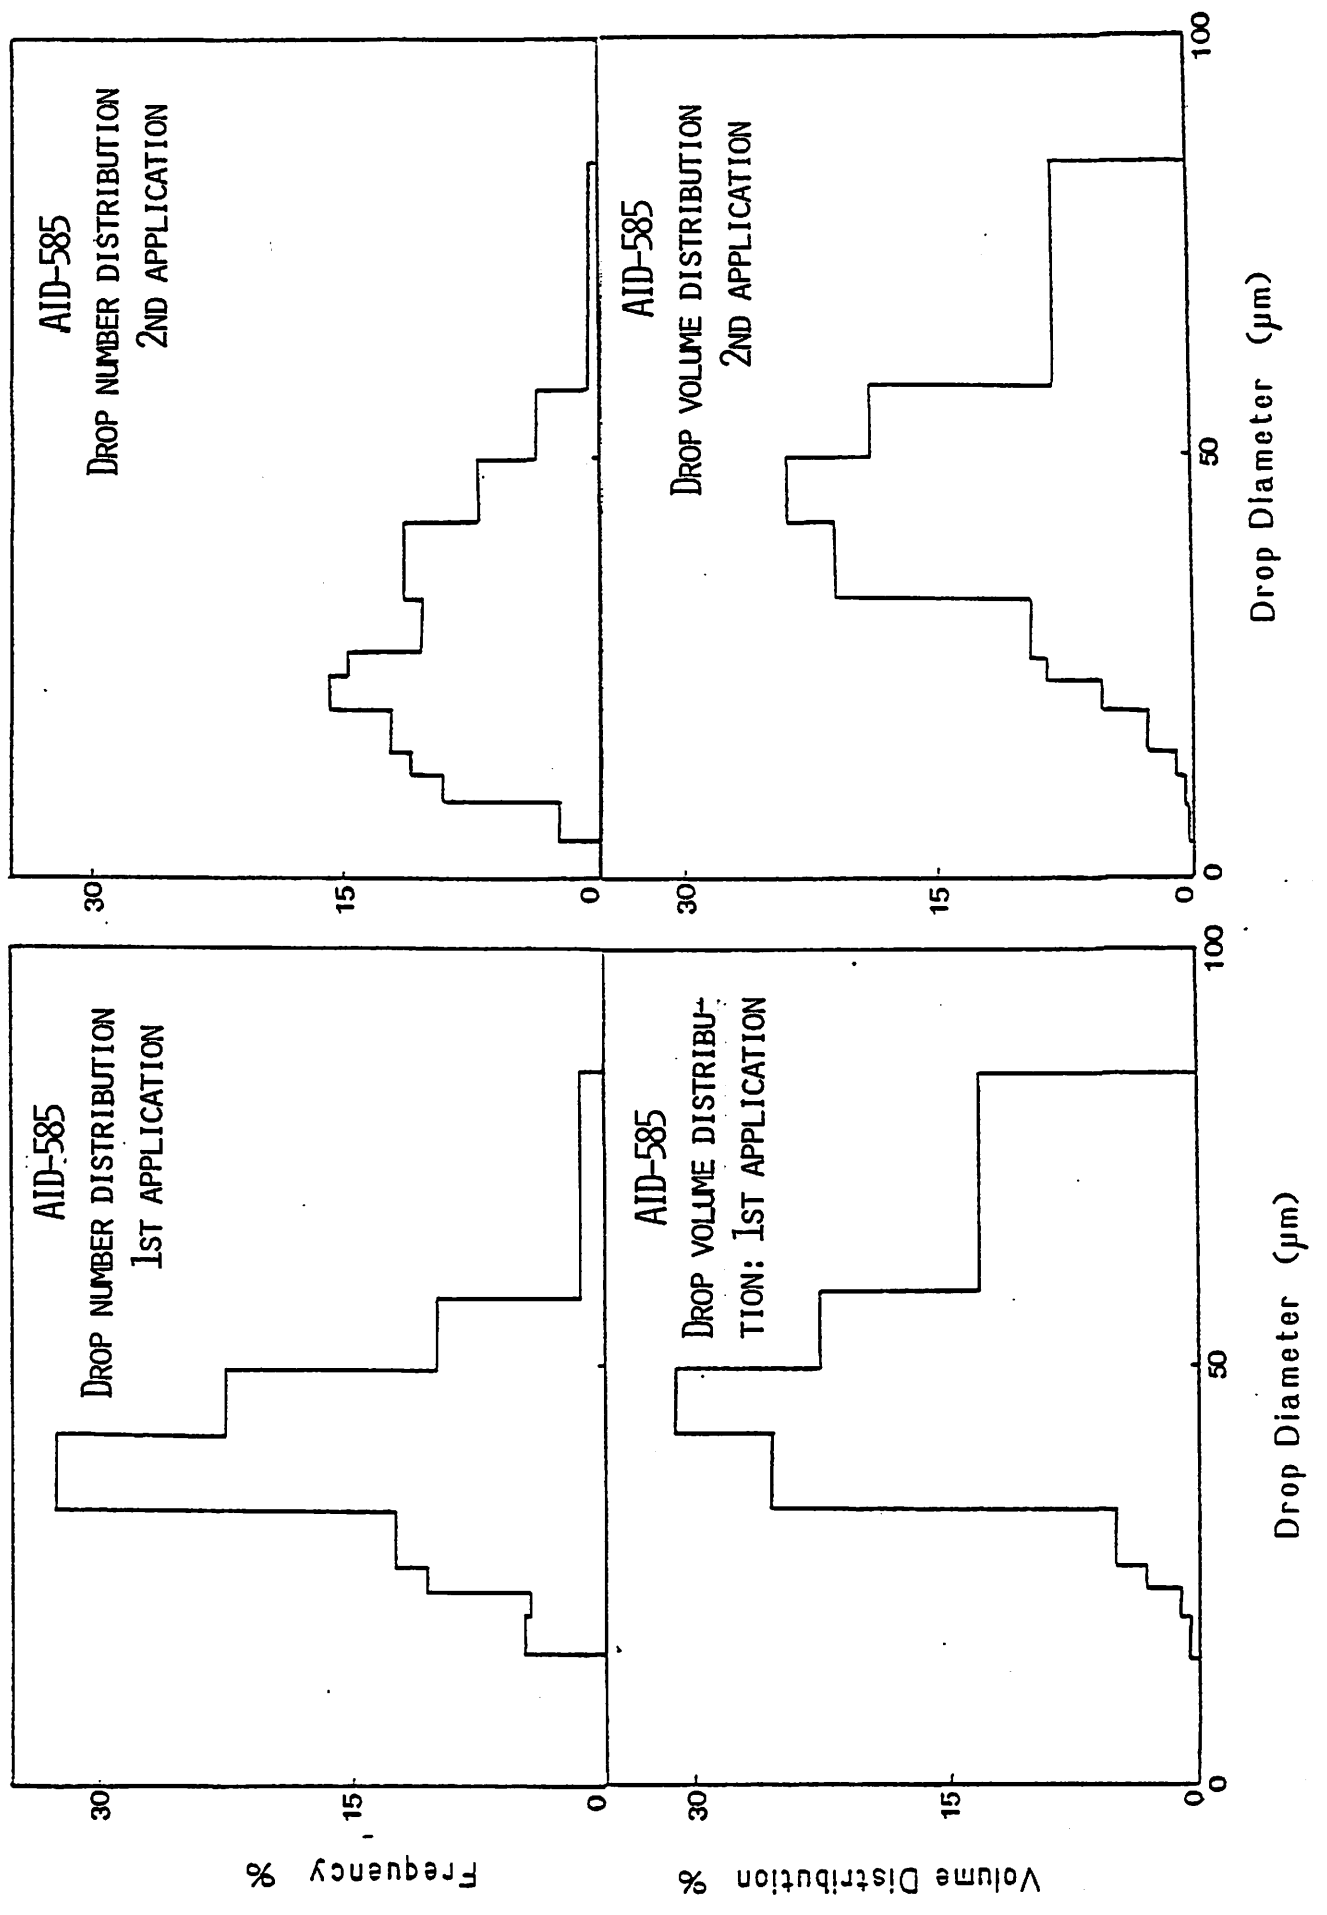 AID-585
DROP NUMBER DISTRIBUTION
1ST APPLICATION
30
15
0
Frequency %
AID-585
DROP NUMBER DISTRIBUTION
2ND APPLICATION
30
15
0
AID-585
DROP VOLUME DISTRIBU-
TION: 1ST APPLICATION
30
15
0
Volume Distribution %
0
50
100
Drop Diameter (µm)
AID-585
DROP VOLUME DISTRIBUTION
2ND APPLICATION
30
15
0
0
50
100
Drop Diameter (µm)